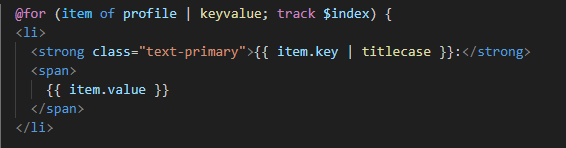 @for (item of profile | keyvalue; track $index) {
<li>
<strong class="text-primary">{{ item.key | titlecase }}:</strong>
<span>
{{ item.value }}
</span>
</li>